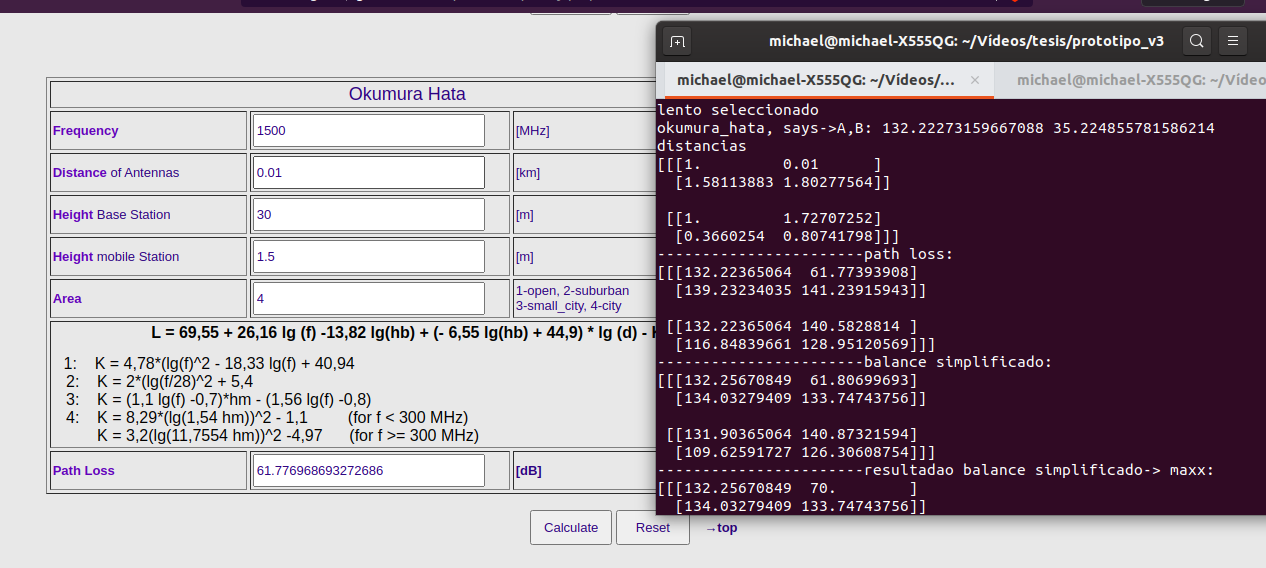 Okumura Hata
Frequency 1500 [MHz]
Distance of Antennas 0.01 [km]
Height Base Station 30 [m]
Height mobile Station 1.5 [m]
Area 4 1-open, 2-suburban
3-small_city, 4-city
L = 69,55 + 26,16 lg (f) -13,82 lg(hb) + (- 6,55 lg(hb) + 44,9) * lg (d) -
1: K = 4,78*(lg(f)^2 - 18,33 lg(f) + 40,94
2: K = 2*(lg(f/28)^2 + 5,4
3: K = (1,1 lg(f) -0,7)*hm - (1,56 lg(f) -0,8)
4: K = 8,29*(lg(1,54 hm))^2 - 1,1 (for f < 300 MHz)
K = 3,2(lg(11,7554 hm))^2 -4,97 (for f >= 300 MHz)
Path Loss 61.776968693272686 [dB]
Calculate Reset →top
michael@michael-X555QG: ~/Vídeos/tesis/prototipo_v3
michael@michael-X555QG: ~/Vídeos/... × michael@michael-X555QG: ~/Vídeo
lento seleccionado
okumura_hata, says->A,B: 132.22273159667088 35.224855781586214
distancias
[[[1. 0.01 ]
[1.58113883 1.80277564]]
[[1. 1.72707252]
[0.3660254 0.80741798]]]
-----------------------path loss:
[[[132.22365064 61.77393908]
[139.23234035 141.23915943]]
[[132.22365064 140.5828814 ]
[116.84839661 128.95120569]]]
-----------------------balance simplificado:
[[[132.25670849 61.80699693]
[134.03279409 133.74743756]]
[[131.90365064 140.87321594]
[109.62591727 126.30608754]]]
-----------------------resultadao balance simplificado-> maxx:
[[[132.25670849 70. ]
[134.03279409 133.74743756]]